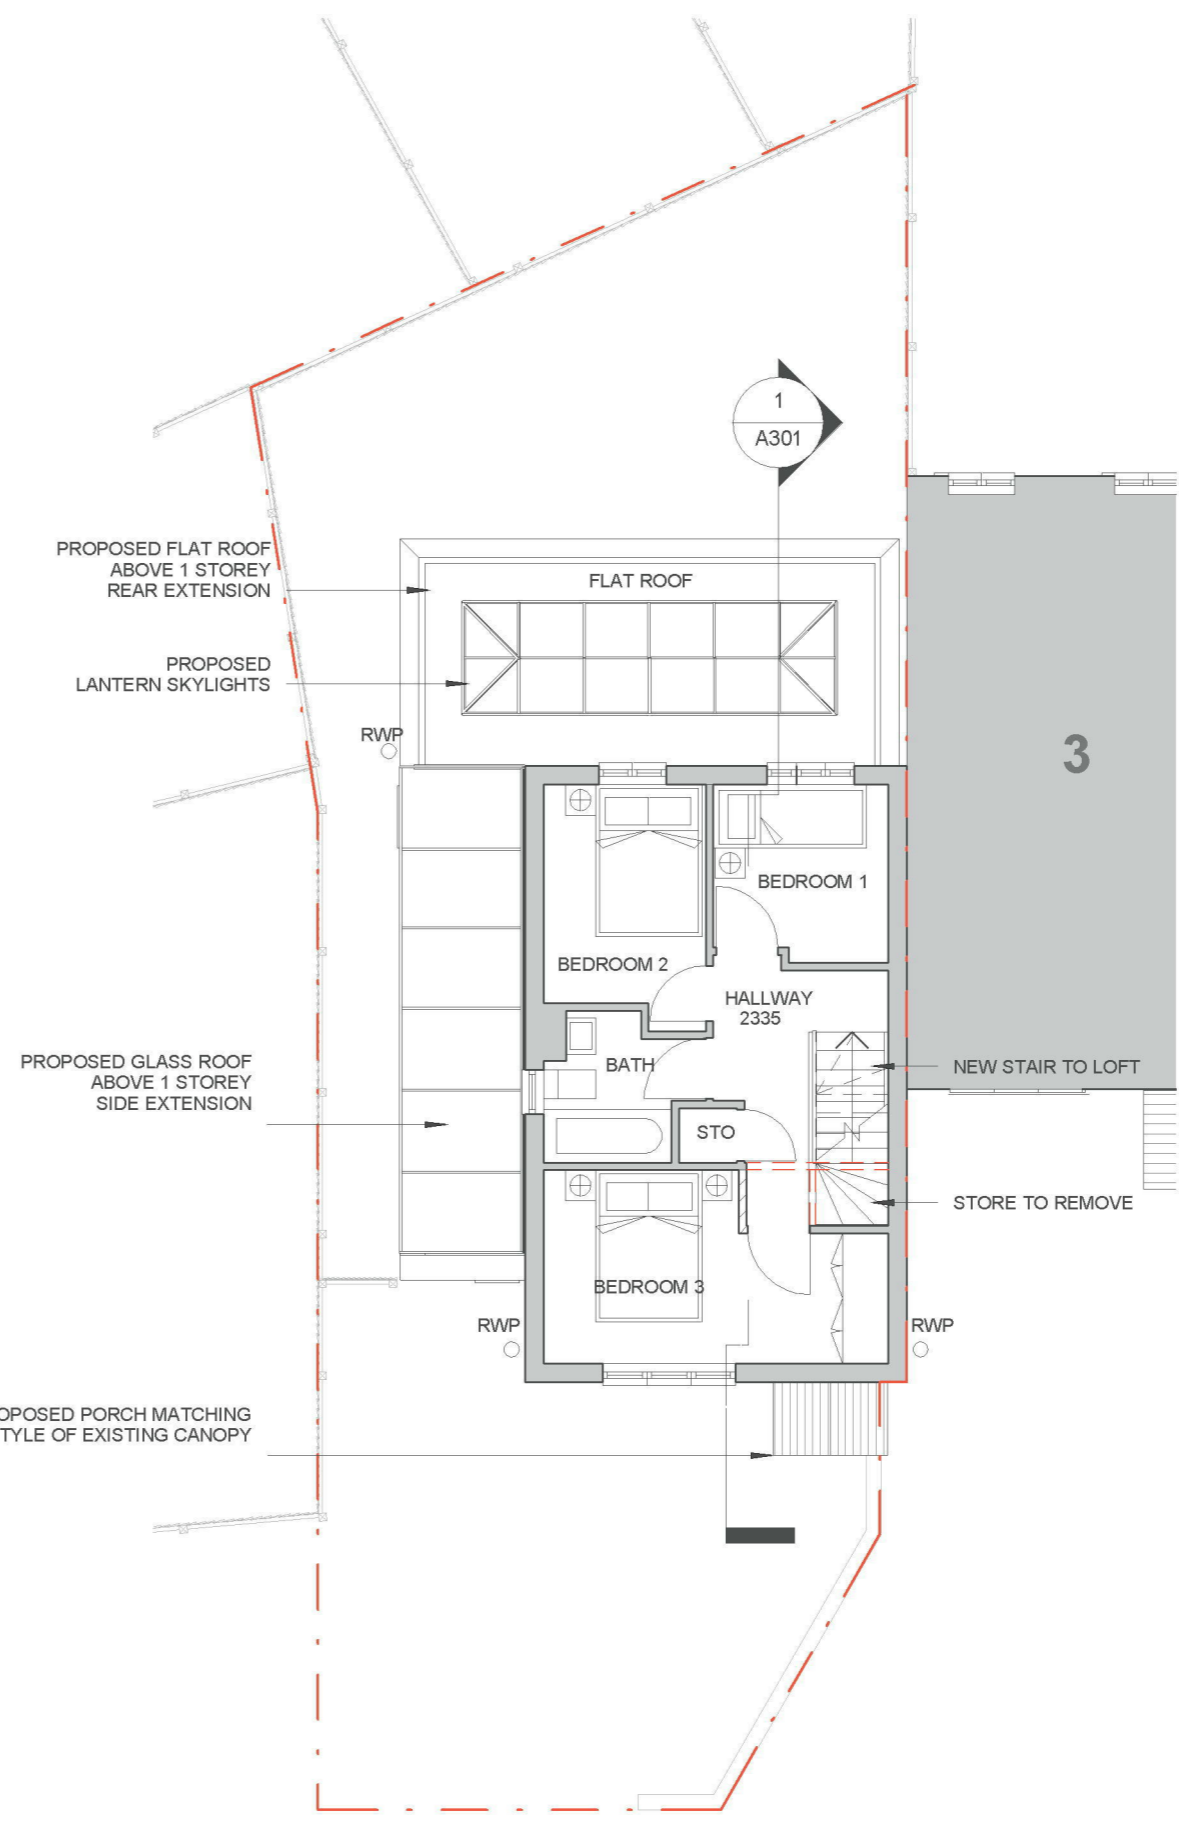 1
A301
PROPOSED FLAT ROOF
ABOVE 1 STOREY
REAR EXTENSION
FLAT ROOF
PROPOSED
LANTERN SKYLIGHTS
RWP
3
BEDROOM 1
BEDROOM 2
HALLWAY
2335
PROPOSED GLASS ROOF
ABOVE 1 STOREY
SIDE EXTENSION
BATH
NEW STAIR TO LOFT
STO
STORE TO REMOVE
BEDROOM 3
RWP
RWP
OPOSED PORCH MATCHING
TYLE OF EXISTING CANOPY